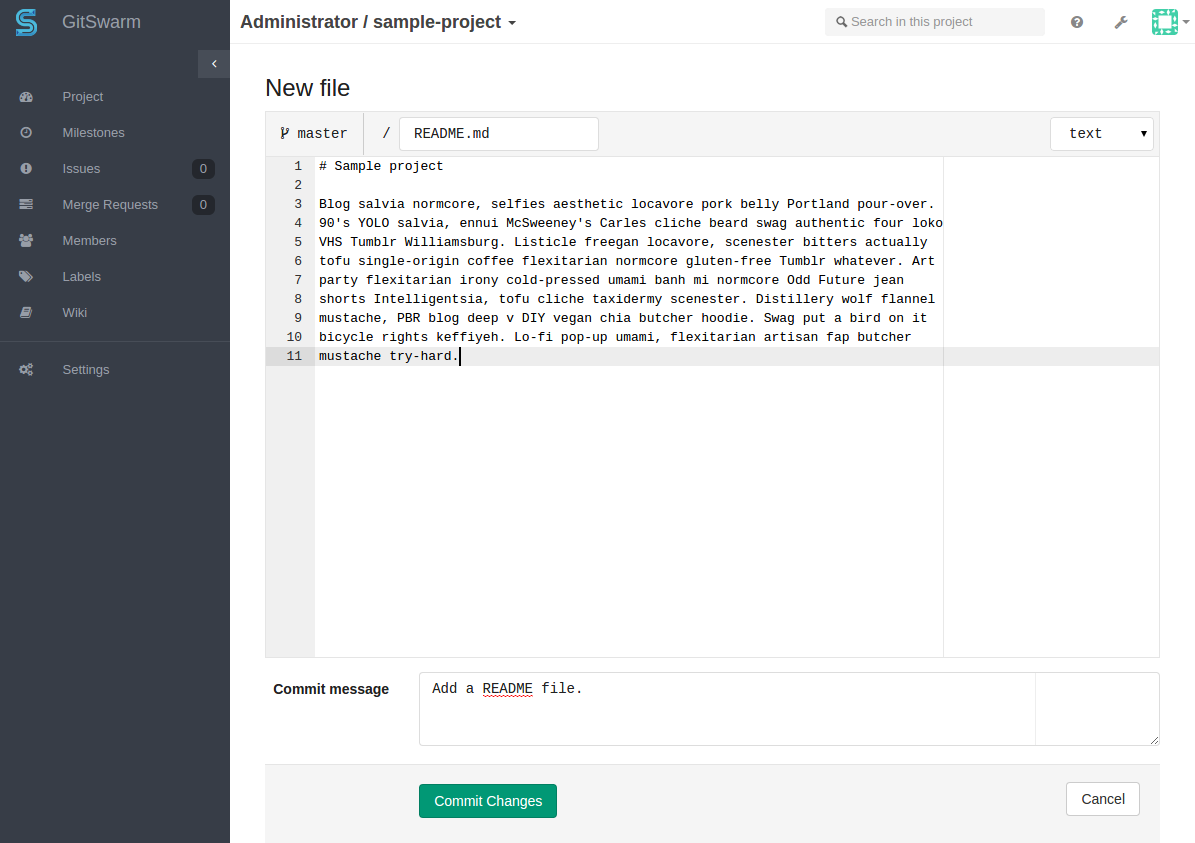 GitSwarm
Administrator / sample-project
Search in this project
Project
Milestones
Issues 0
Merge Requests 0
Members
Labels
Wiki
Settings
New file
master / README.md text
1 # Sample project
2
3 Blog salvia normcore, selfies aesthetic locavore pork belly Portland pour-over.
4 90's YOLO salvia, ennui McSweeney's Carles cliche beard swag authentic four loko
5 VHS Tumblr Williamsburg. Listicle freegan locavore, scenester bitters actually
6 tofu single-origin coffee flexitarian normcore gluten-free Tumblr whatever. Art
7 party flexitarian irony cold-pressed umami banh mi normcore Odd Future jean
8 shorts Intelligentsia, tofu cliche taxidermy scenester. Distillery wolf flannel
9 mustache, PBR blog deep v DIY vegan chia butcher hoodie. Swag put a bird on it
10 bicycle rights keffiyeh. Lo-fi pop-up umami, flexitarian artisan fap butcher
11 mustache try-hard.
Commit message
Add a README file.
Commit Changes
Cancel